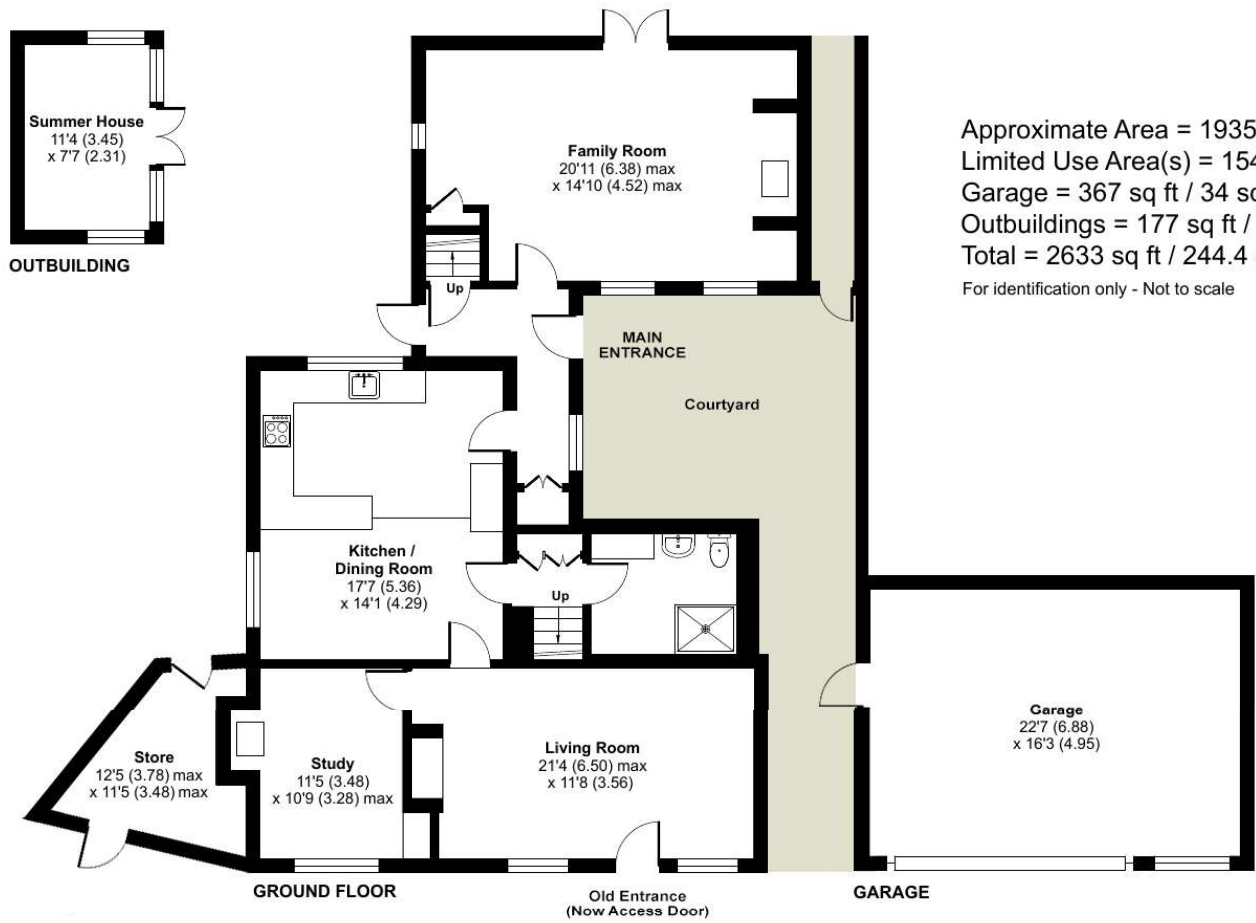 Summer House
11'4 (3.45)
x 7'7 (2.31)
OUTBUILDING
Family Room
20'11 (6.38) max
x 14'10 (4.52) max
Approximate Area = 1935
Limited Use Area(s) = 154
Garage = 367 sq ft / 34 sq
Outbuildings = 177 sq ft /
Total = 2633 sq ft / 244.4
For identification only - Not to scale
Up
MAIN
ENTRANCE
Courtyard
Kitchen /
Dining Room
17'7 (5.36)
x 14'1 (4.29)
Up
Store
12'5 (3.78) max
x 11'5 (3.48) max
Study
11'5 (3.48)
x 10'9 (3.28) max
Living Room
21'4 (6.50) max
x 11'8 (3.56)
Garage
22'7 (6.88)
x 16'3 (4.95)
GROUND FLOOR
Old Entrance
(Now Access Door)
GARAGE